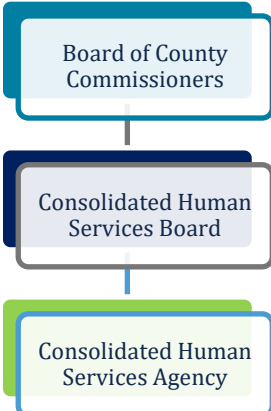 Board of County
Commissioners
Consolidated Human
Services Board
Consolidated Human
Services Agency